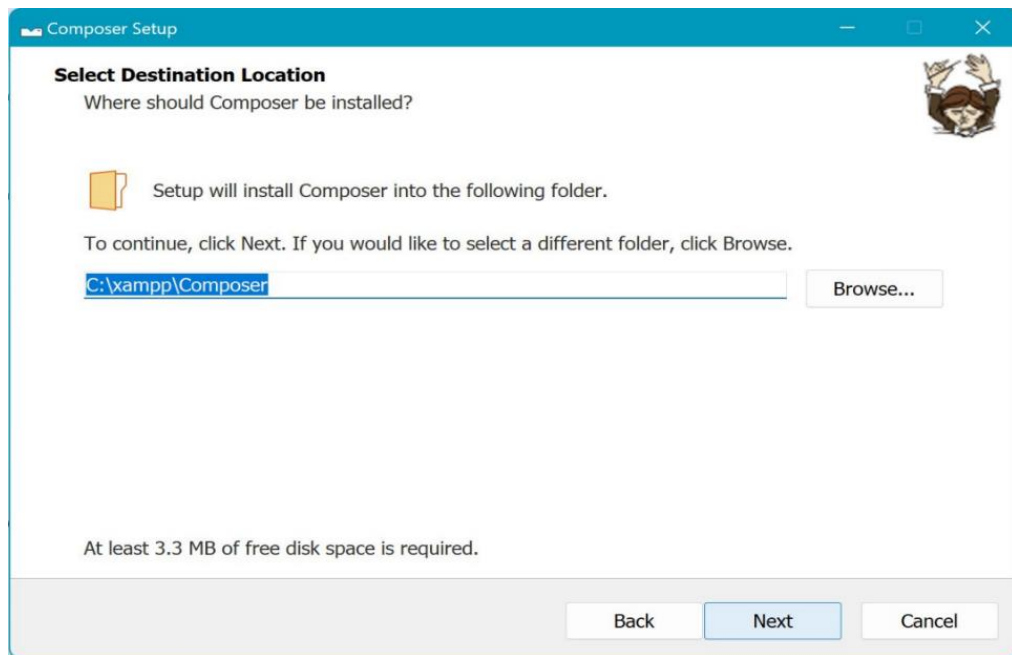 Composer Setup
Select Destination Location
Where should Composer be installed?
Setup will install Composer into the following folder.
To continue, click Next. If you would like to select a different folder, click Browse.
C:\xampp\Composer
Browse...
At least 3.3 MB of free disk space is required.
Back Next Cancel